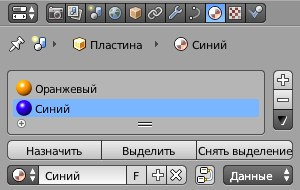 Пластина Синий
Оранжевый
Синий
Назначить Выделить Снять выделение
Синий F Данные